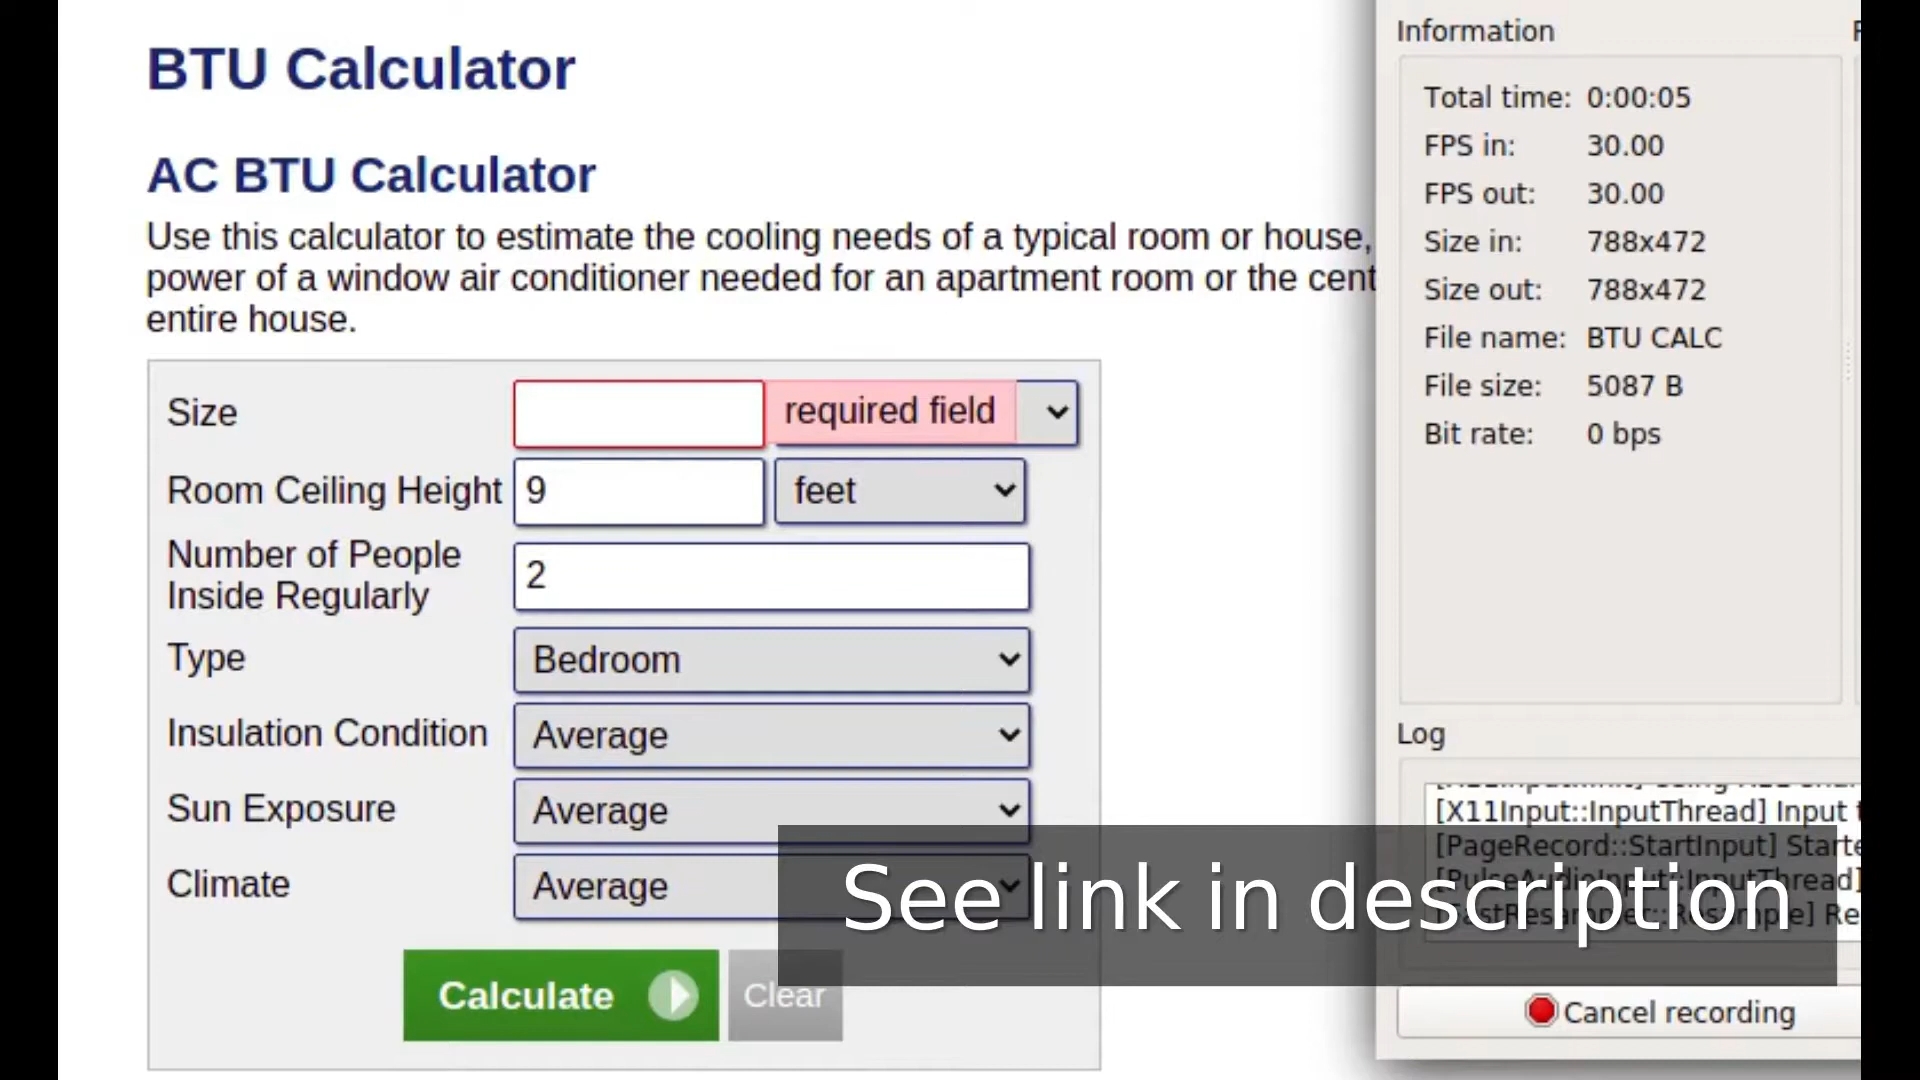 BTU Calculator
AC BTU Calculator
Use this calculator to estimate the cooling needs of a typical room or house,
power of a window air conditioner needed for an apartment room or the cent
entire house.
Size
required field
Room Ceiling Height
9
feet
Number of People
Inside Regularly
2
Type
Bedroom
Insulation Condition
Average
Sun Exposure
Average
Climate
Average
Calculate
Clear
Information
Total time: 0:00:05
FPS in: 30.00
FPS out: 30.00
Size in: 788x472
Size out: 788x472
File name: BTU CALC
File size: 5087 B
Bit rate: 0 bps
Log
[X11Input::InputThread] Input
[PageRecord::StartInput] Starte
[PulseAudioInput::InputThread]
[FastResampler::Resample] Re
See link in description
Cancel recording